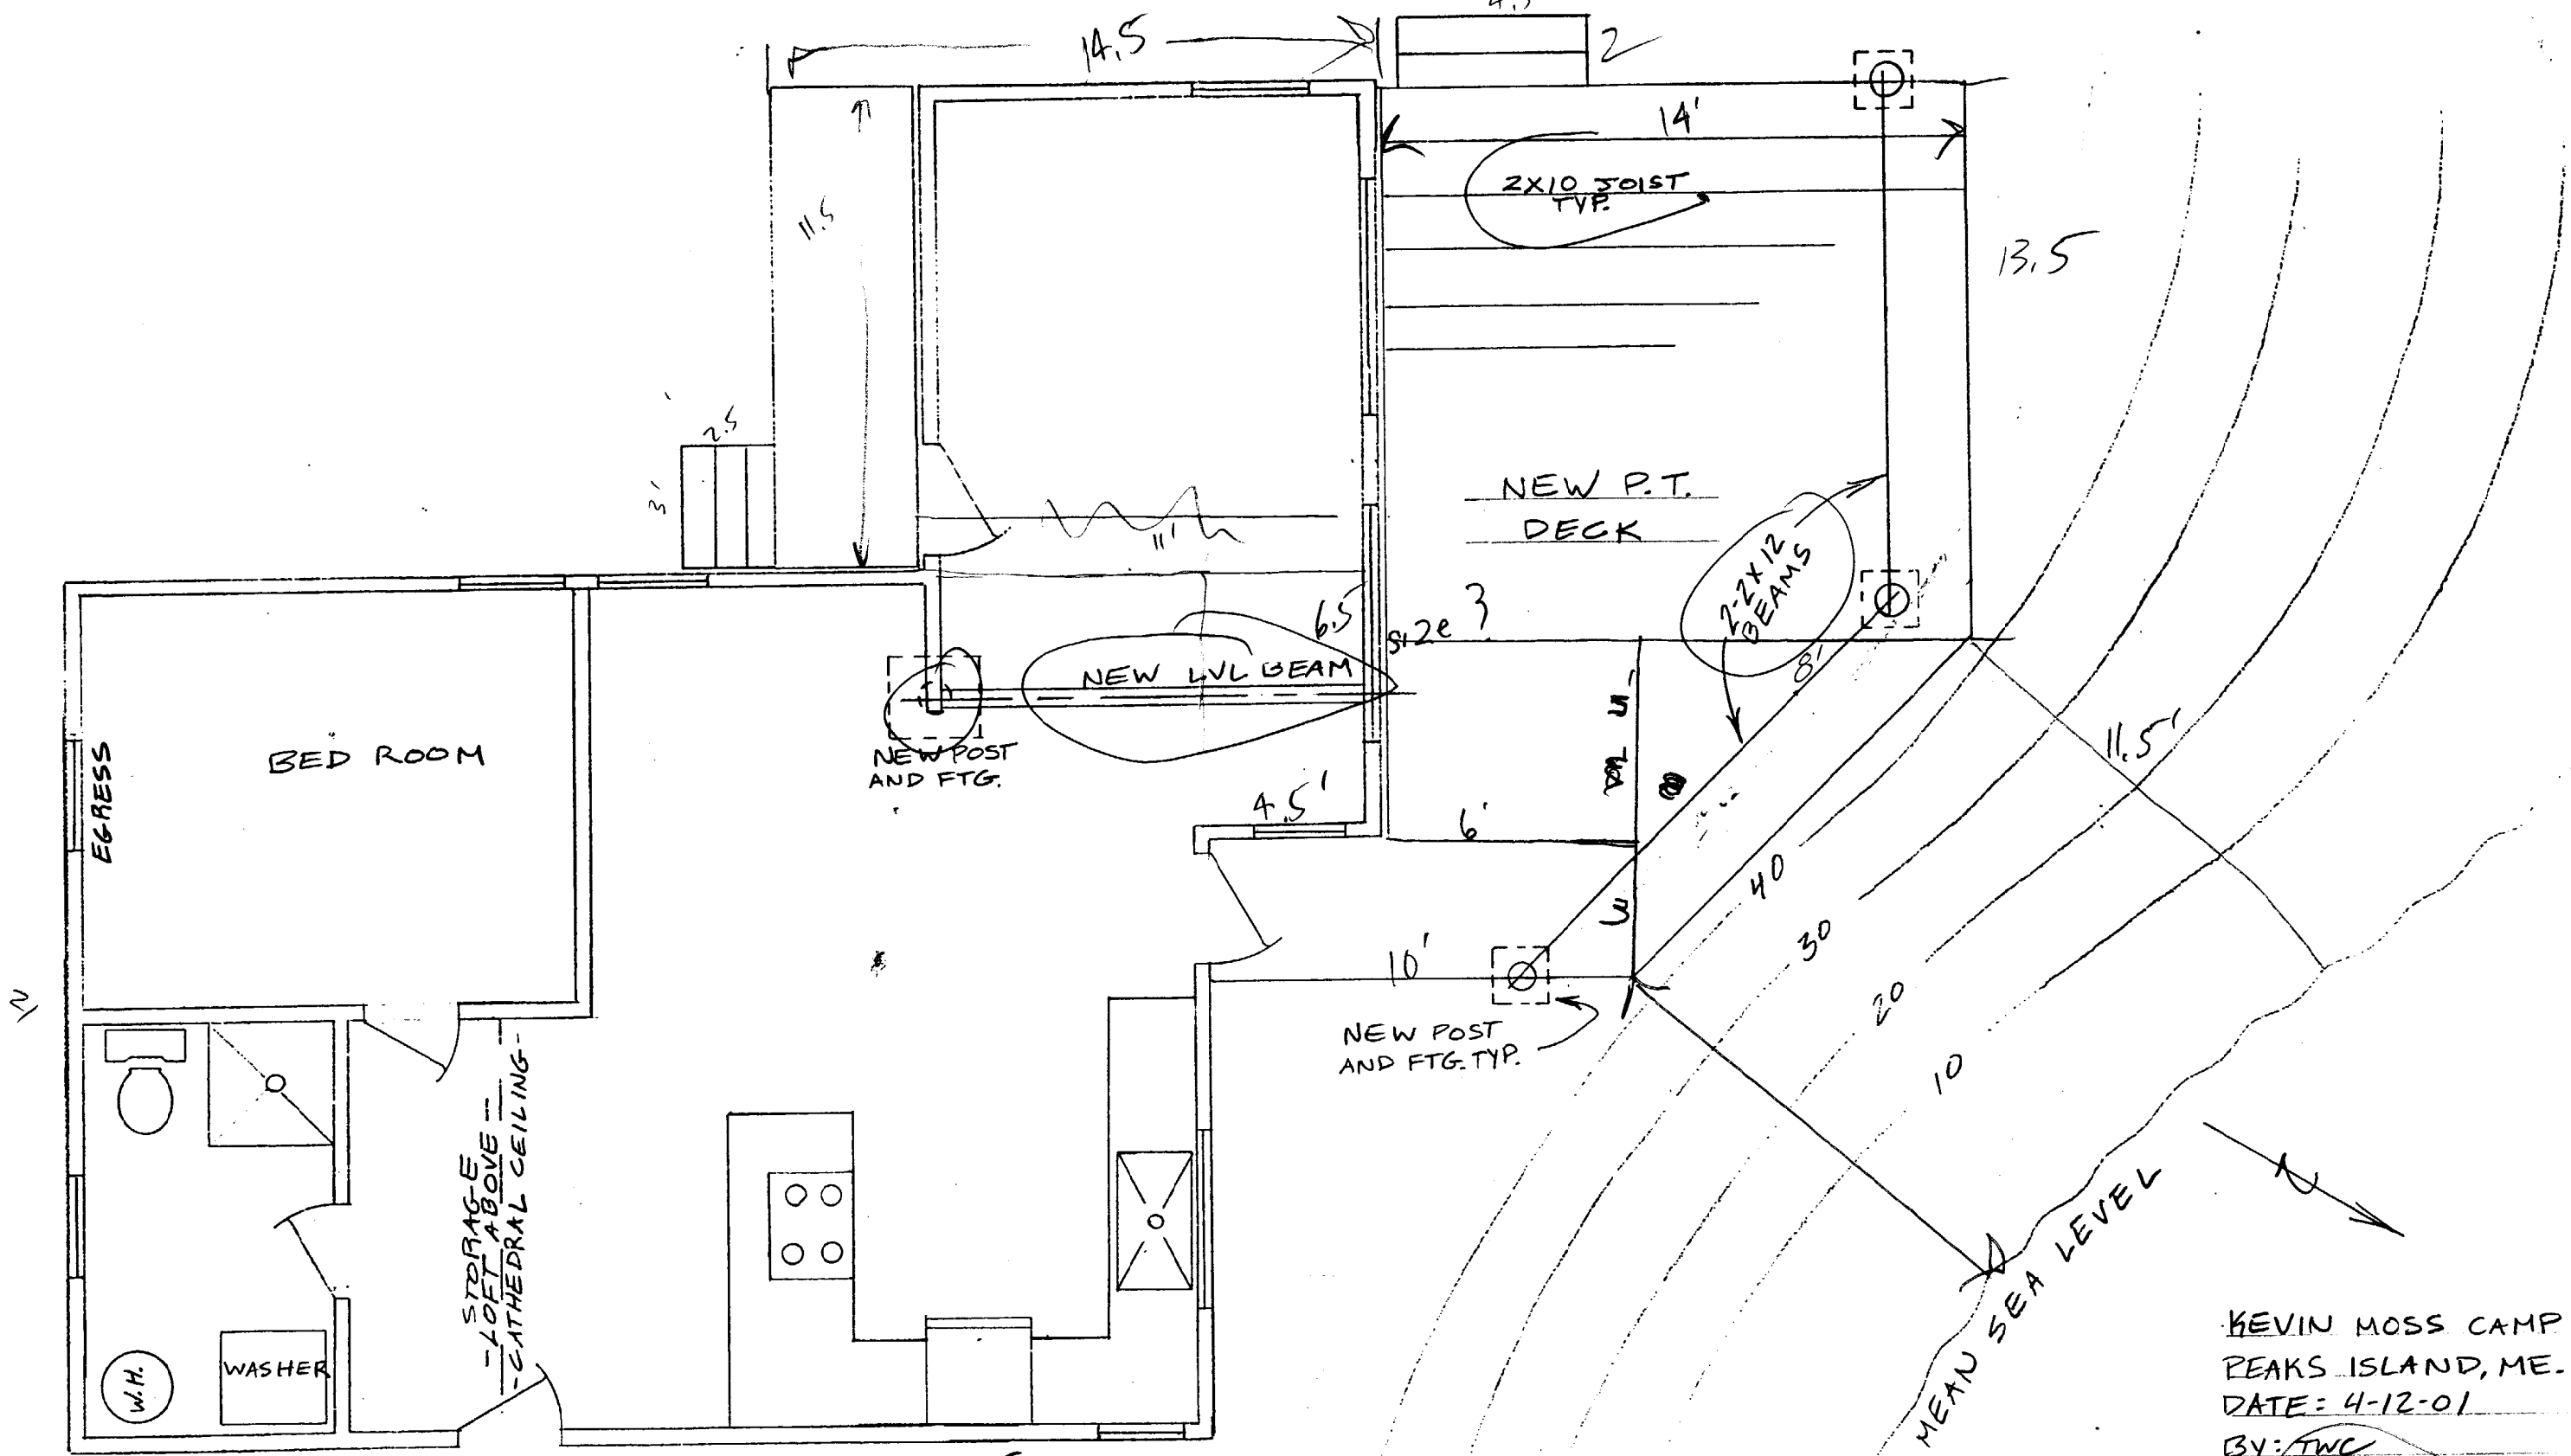 14.5
2
14'
2X10 JOIST
TYP.
11.5
13.5
2.5
3'
NEW P.T.
DECK
11'
2-2X12
BEAMS
6.5
size ?
8'
NEW LVL BEAM
NEW POST
AND FTG.
BED ROOM
EGRESS
5
11.5'
4.5'
6'
3
40
30
20
10
10'
NEW POST
AND FTG. TYP.
STORAGE
-LOFT ABOVE--
-CATHEDRAL CEILING-
W.H.
WASHER
MEAN SEA LEVEL
KEVIN MOSS CAMP
PEAKS ISLAND, ME.
DATE: 4-12-01
BY: TWC